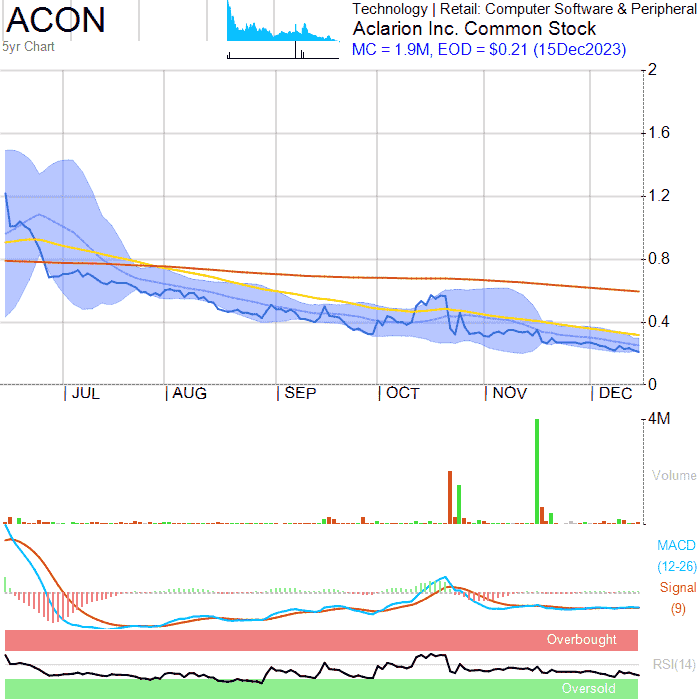 ACON
5yr Chart
Technology | Retail: Computer Software & Peripheral
Aclarion Inc. Common Stock
MC = 1.9M, EOD = $0.21 (15Dec2023)
2
1.6
1.2
0.8
0.4
0
JUL AUG SEP OCT NOV DEC
4M
Volume
MACD
(12-26)
Signal
(9)
Overbought
RSI(14)
Oversold